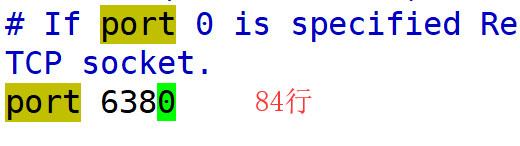 # If port 0 is specified Re
TCP socket.
port 6380 84行